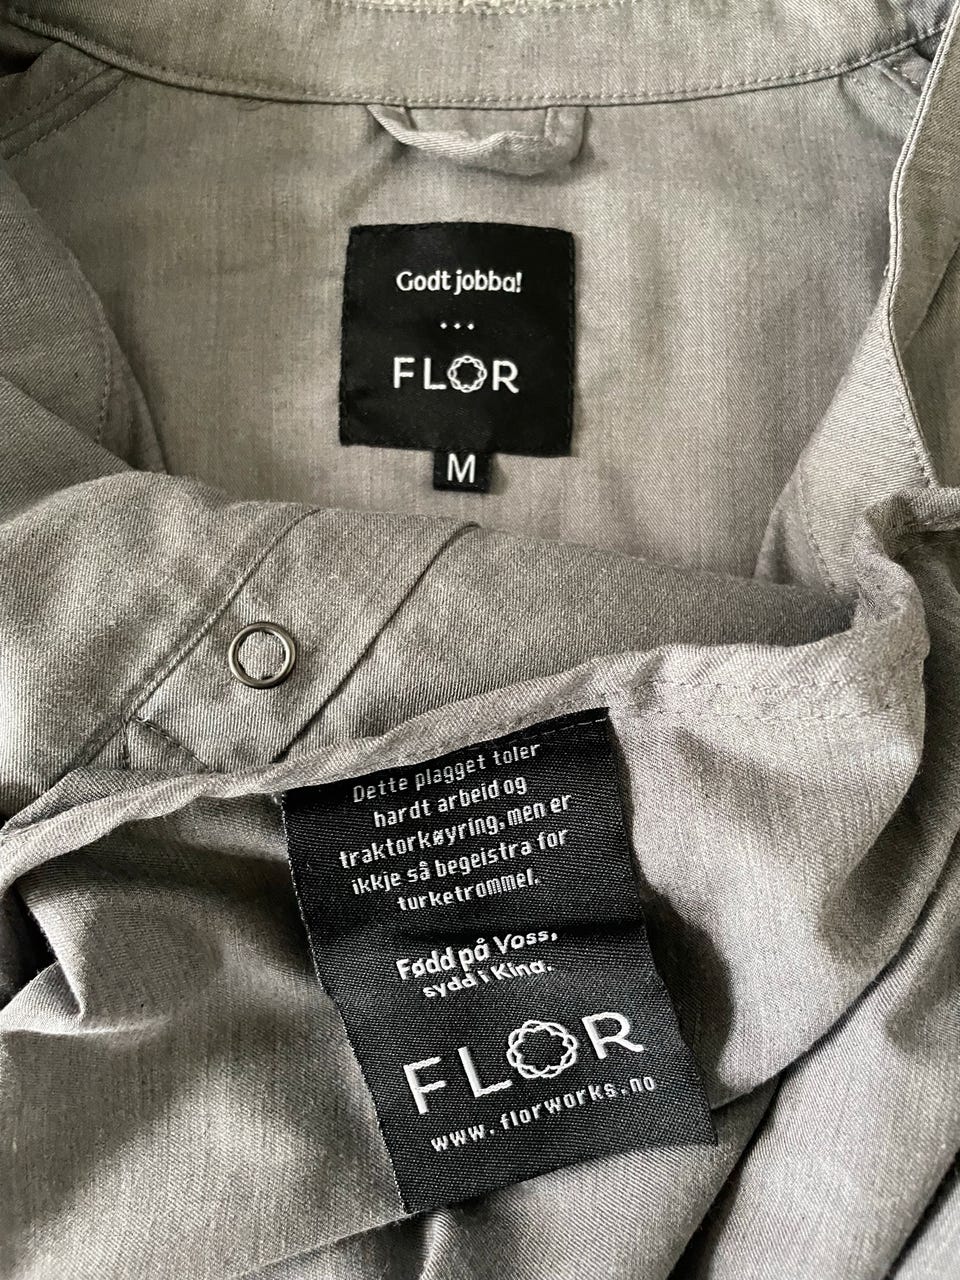 Godt jobba!
...
FLOR
M
Dette plagget toler
hardt arbeid og
traktorkøyring, men er
ikkje så begeistra for
turketrommel.
Fødd på Voss,
sydd i Kina.
FLOR
www.florworks.no